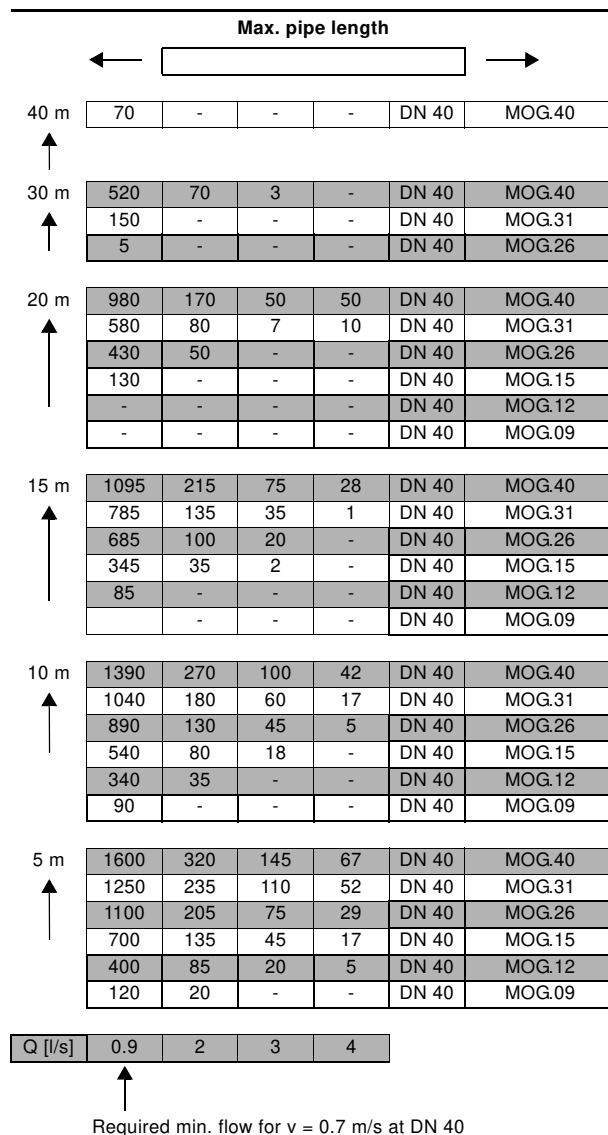 Max. pipe length
40 m 70 - - - DN 40 MOG.40
30 m 520 70 3 - DN 40 MOG.40
150 - - - DN 40 MOG.31
5 - - - DN 40 MOG.26
20 m 980 170 50 50 DN 40 MOG.40
580 80 7 10 DN 40 MOG.31
430 50 - - DN 40 MOG.26
130 - - - DN 40 MOG.15
- - - - DN 40 MOG.12
- - - - DN 40 MOG.09
15 m 1095 215 75 28 DN 40 MOG.40
785 135 35 1 DN 40 MOG.31
685 100 20 - DN 40 MOG.26
345 35 2 - DN 40 MOG.15
85 - - - DN 40 MOG.12
- - - DN 40 MOG.09
10 m 1390 270 100 42 DN 40 MOG.40
1040 180 60 17 DN 40 MOG.31
890 130 45 5 DN 40 MOG.26
540 80 18 - DN 40 MOG.15
340 35 - - DN 40 MOG.12
90 - - - DN 40 MOG.09
5 m 1600 320 145 67 DN 40 MOG.40
1250 235 110 52 DN 40 MOG.31
1100 205 75 29 DN 40 MOG.26
700 135 45 17 DN 40 MOG.15
400 85 20 5 DN 40 MOG.12
120 20 - - DN 40 MOG.09
Q [l/s] 0.9 2 3 4
Required min. flow for v = 0.7 m/s at DN 40